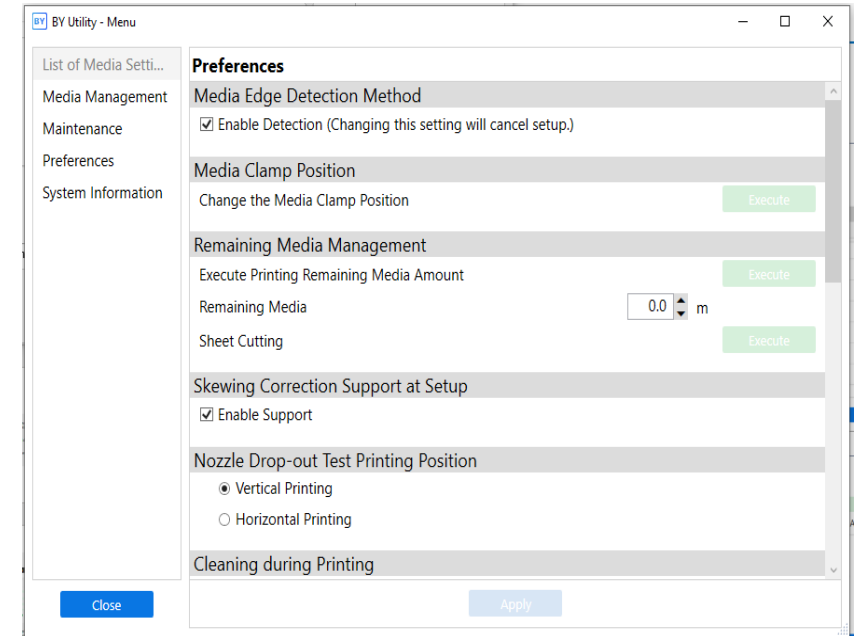 BY BY Utility - Menu
List of Media Setti...
Media Management
Maintenance
Preferences
System Information
Close
Preferences
Media Edge Detection Method
Enable Detection (Changing this setting will cancel setup.)
Media Clamp Position
Change the Media Clamp Position Execute
Remaining Media Management
Execute Printing Remaining Media Amount Execute
Remaining Media 0.0 m
Sheet Cutting Execute
Skewing Correction Support at Setup
Enable Support
Nozzle Drop-out Test Printing Position
Vertical Printing
Horizontal Printing
Cleaning during Printing
Apply